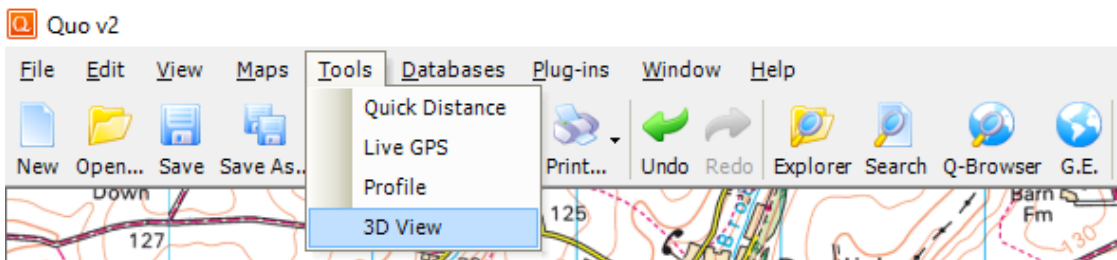 Quo v2
File Edit View Maps Tools Databases Plug-ins Window Help
Quick Distance
Live GPS
Profile
3D View
New Open... Save Save As.. Print... Undo Redo Explorer Search Q-Browser G.E.
Down
127
125
Barn
Fm
130